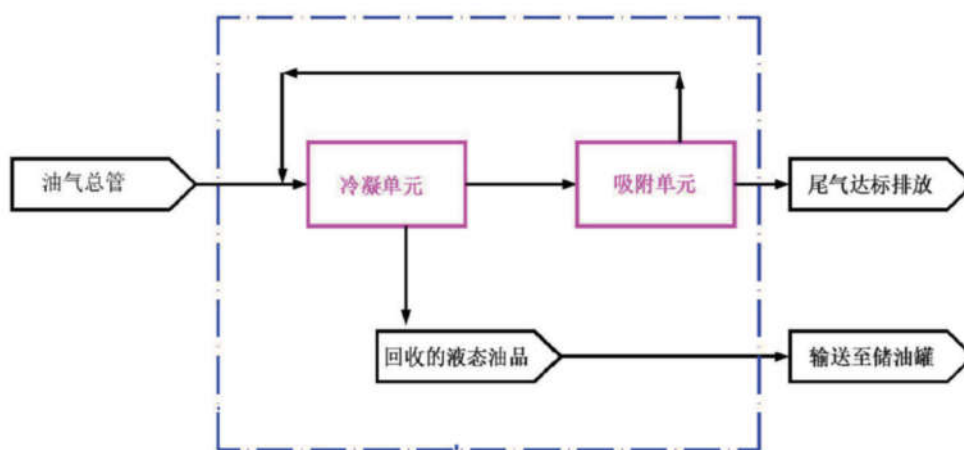 油气总管
冷凝单元
吸附单元
尾气达标排放
回收的液态油品
输送至储油罐